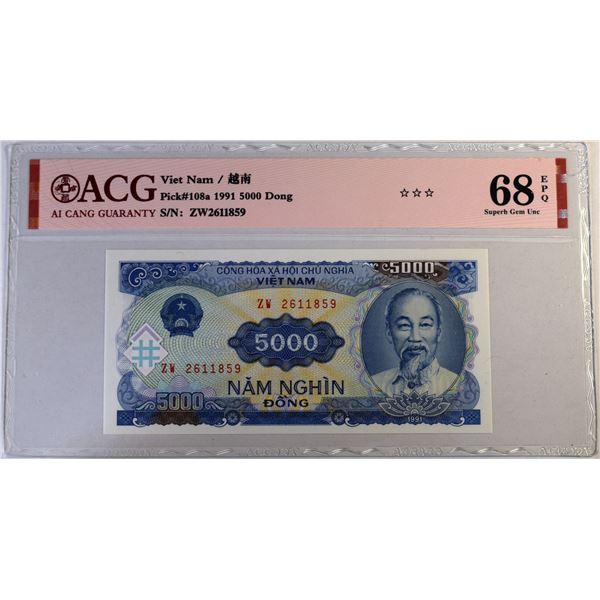 ACG
AI CANG GUARANTY
Viet Nam / 越南
Pick#108a 1991 5000 Dong
S/N: ZW2611859
☆☆☆
68
EPQ
Superb Gem Unc
CỘNG HÒA XÃ HỘI CHỦ NGHĨA
VIỆT NAM
5000
ZW 2611859
5000
ZW 2611859
NĂM NGHÌN
ĐỒNG
5000
1991